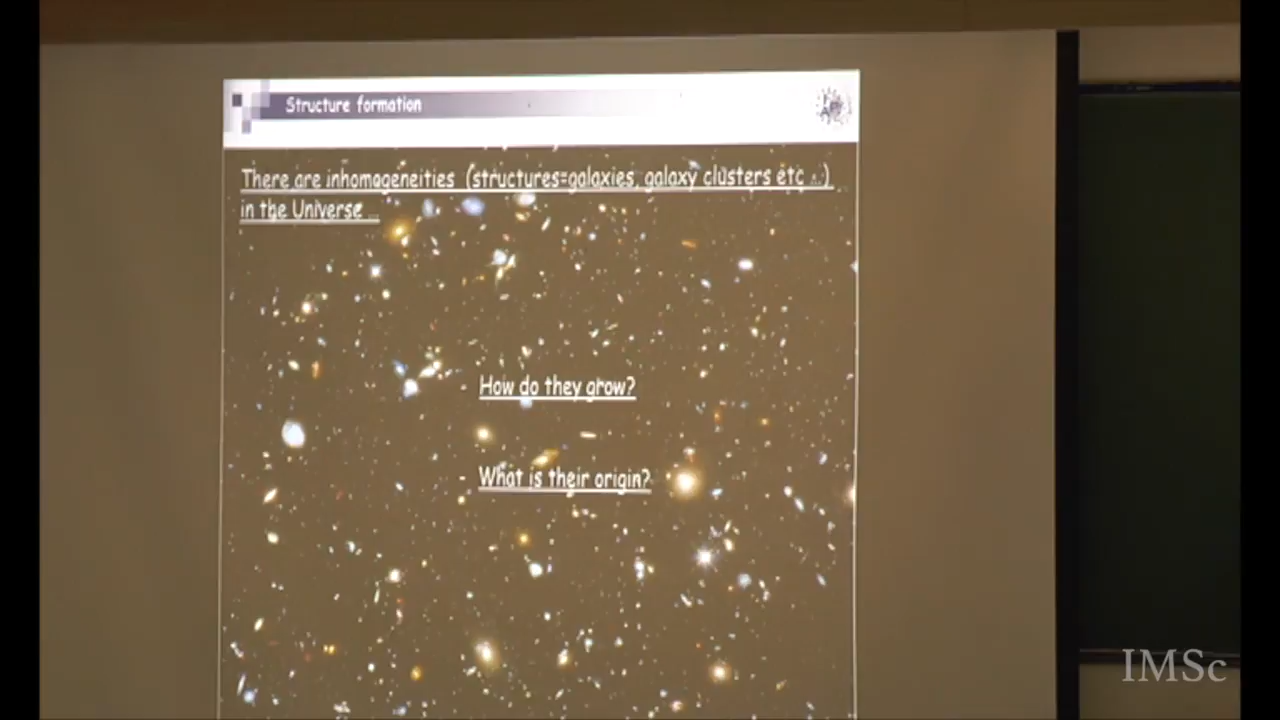 Structure formation
There are inhomogeneities (structures=galaxies, galaxy clusters etc ...)
in the Universe ...
How do they grow?
What is their origin?
IMSc